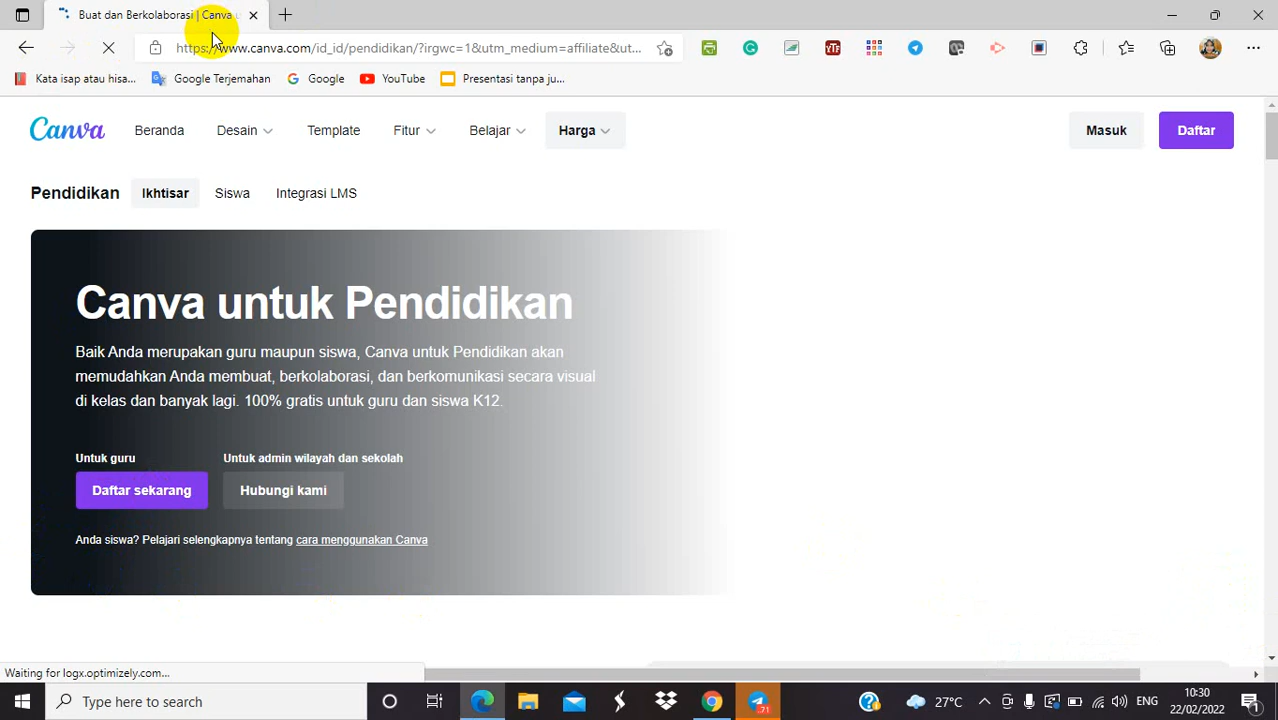 Buat dan Berkolaborasi | Canva u
https://www.canva.com/id_id/pendidikan/?irgwc=1&utm_medium=affiliate&ut...
Kata isap atau hisa...
Google Terjemahan
Google
YouTube
Presentasi tanpa ju...
Canva
Beranda
Desain
Template
Fitur
Belajar
Harga
Masuk
Daftar
Pendidikan
Ikhtisar
Siswa
Integrasi LMS
Canva untuk Pendidikan
Baik Anda merupakan guru maupun siswa, Canva untuk Pendidikan akan
memudahkan Anda membuat, berkolaborasi, dan berkomunikasi secara visual
di kelas dan banyak lagi. 100% gratis untuk guru dan siswa K12.
Untuk guru
Untuk admin wilayah dan sekolah
Daftar sekarang
Hubungi kami
Anda siswa? Pelajari selengkapnya tentang cara menggunakan Canva
Waiting for logx.optimizely.com...
Type here to search
27°C
ENG
10:30
22/02/2022